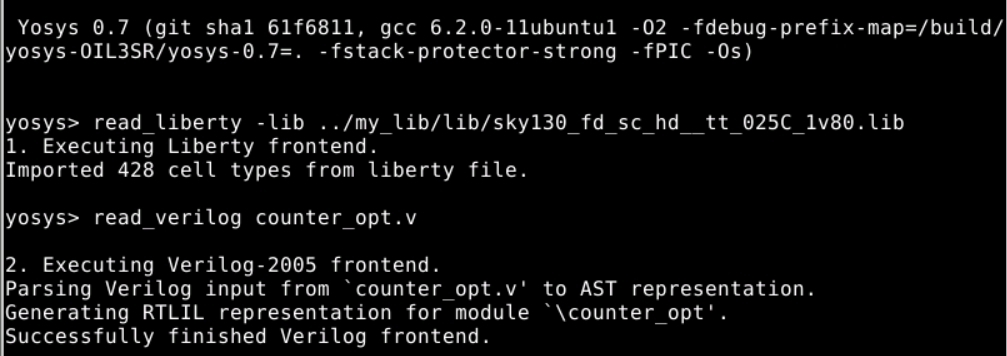 Yosys 0.7 (git sha1 61f6811, gcc 6.2.0-11ubuntu1 -O2 -fdebug-prefix-map=/build/
yosys-OIL3SR/yosys-0.7=. -fstack-protector-strong -fPIC -Os)
yosys> read_liberty -lib ../my_lib/lib/sky130_fd_sc_hd__tt_025C_1v80.lib
1. Executing Liberty frontend.
Imported 428 cell types from liberty file.
yosys> read_verilog counter_opt.v
2. Executing Verilog-2005 frontend.
Parsing Verilog input from `counter_opt.v' to AST representation.
Generating RTLIL representation for module `\counter_opt'.
Successfully finished Verilog frontend.